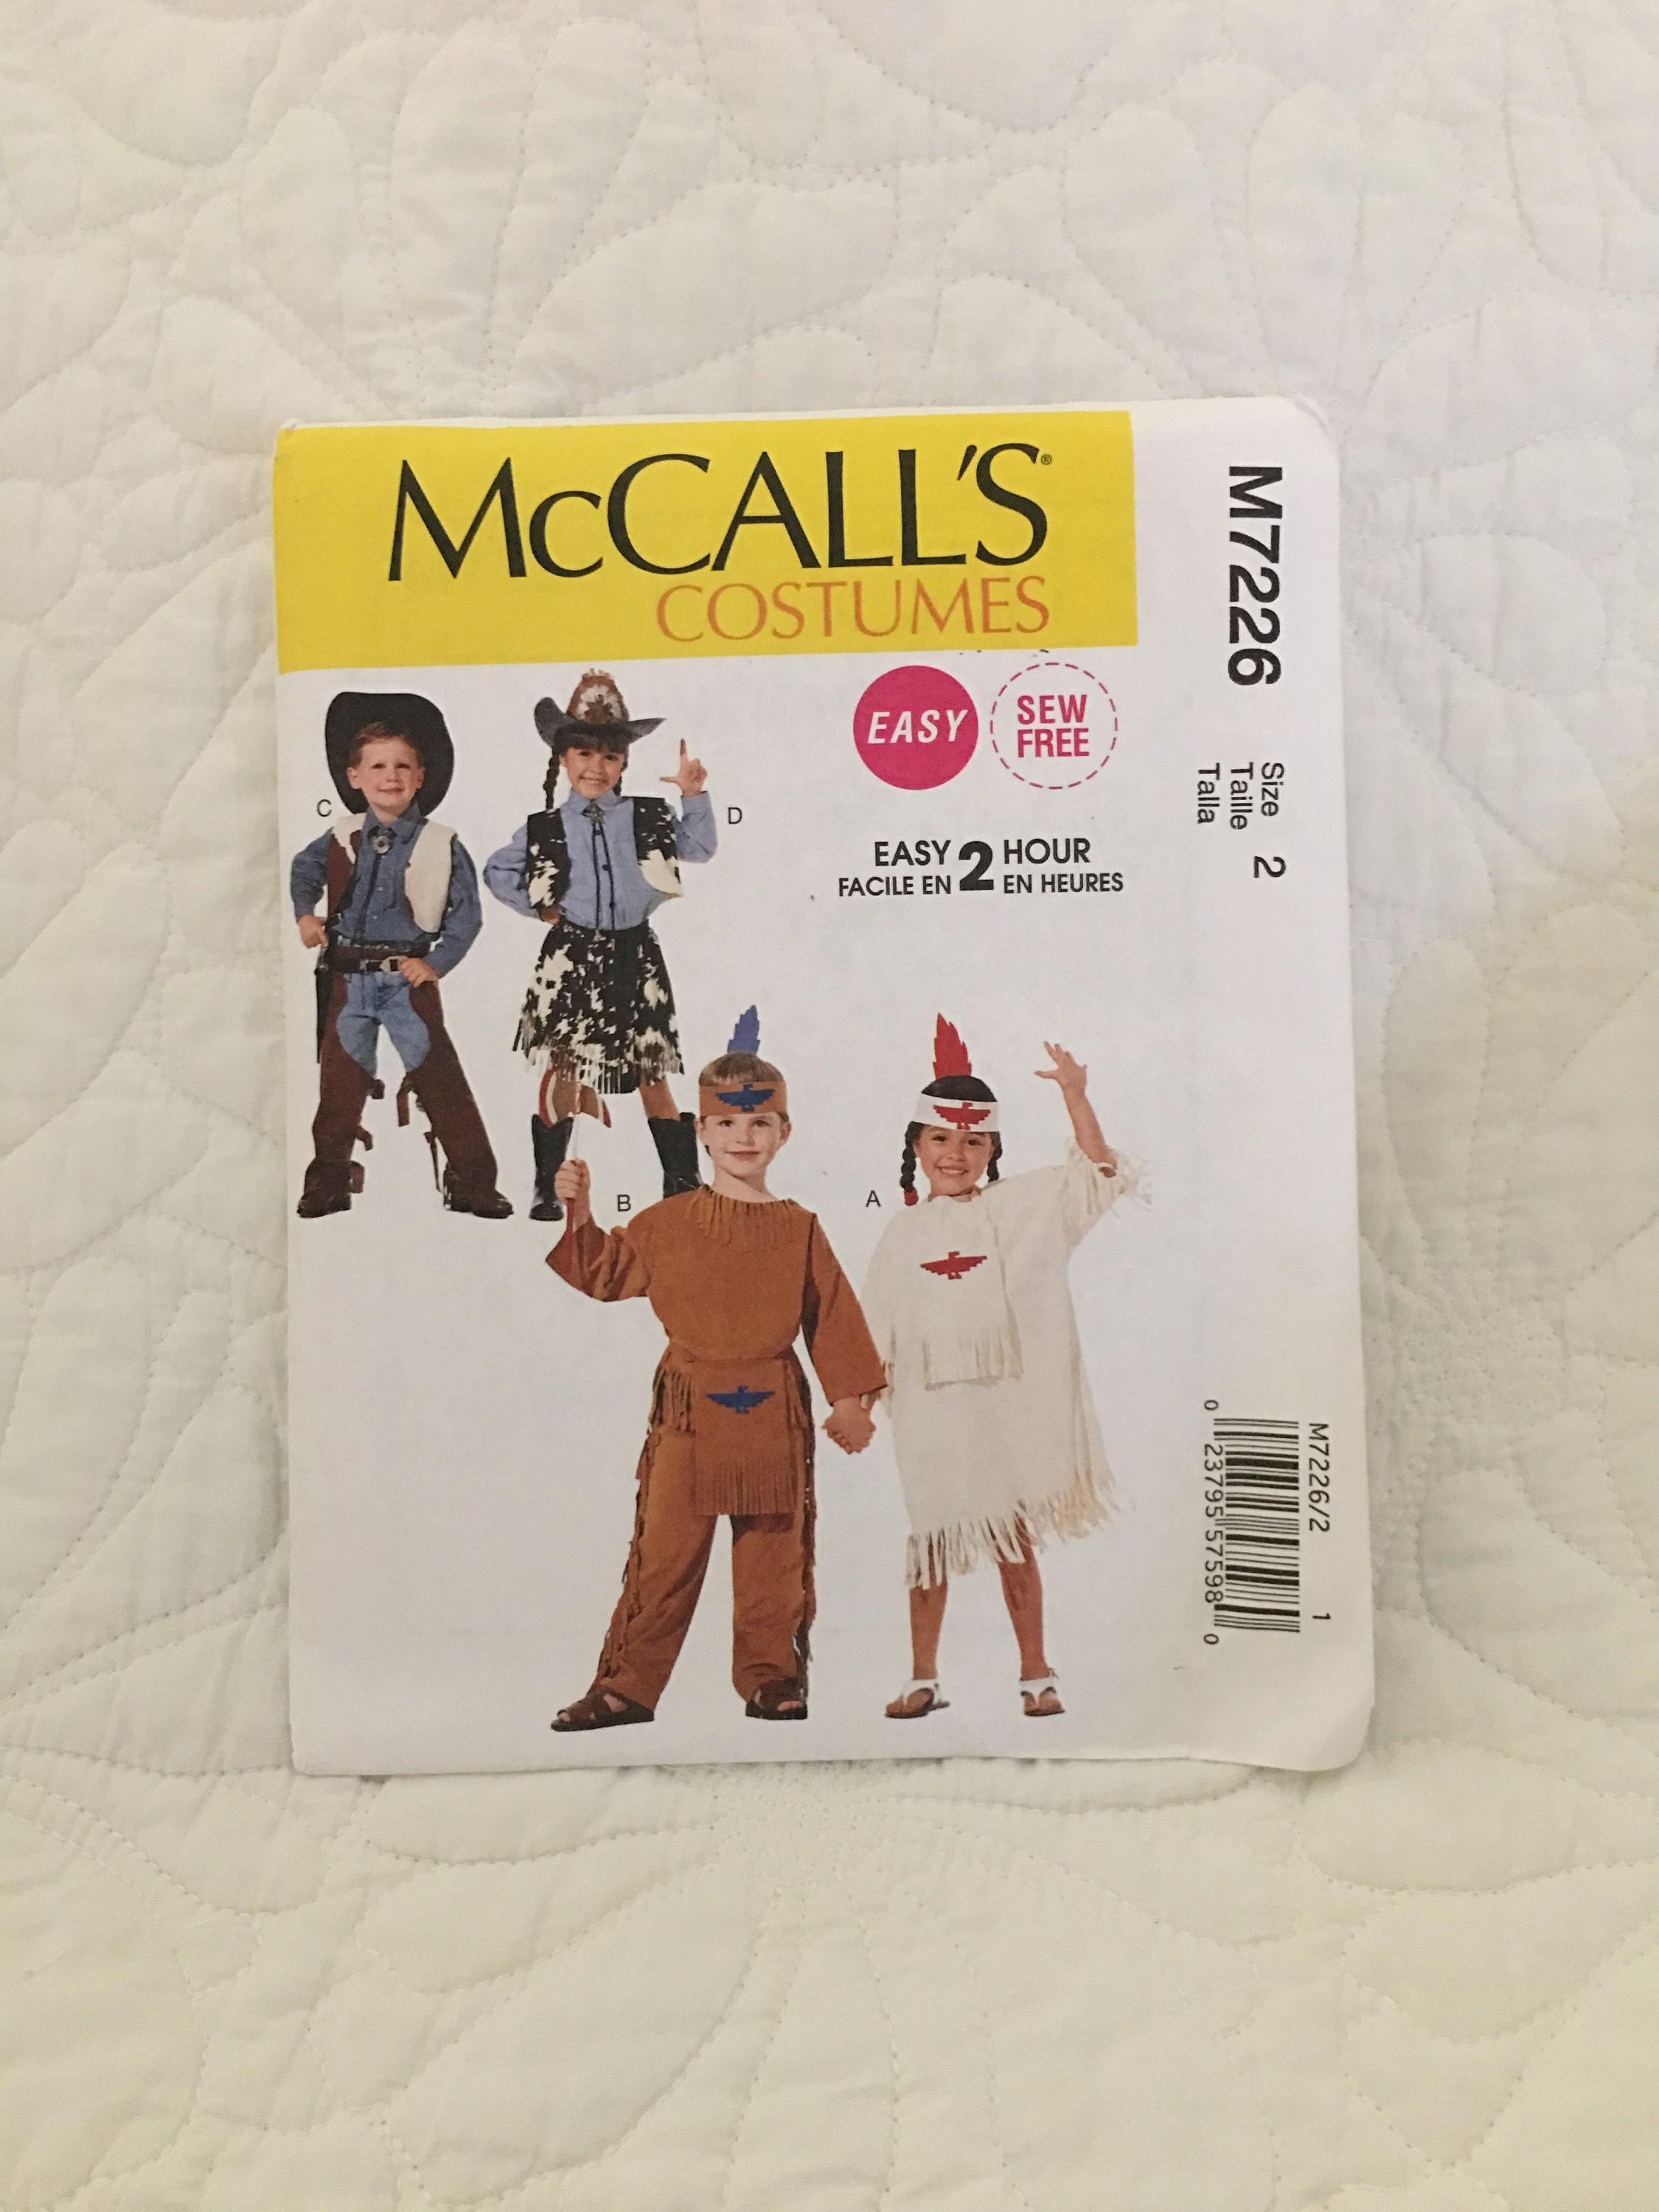 McCALL'S®
COSTUMES
EASY
SEW
FREE
EASY 2 HOUR
FACILE EN 2 EN HEURES
C
D
B
A
M7226
Size
Taille 2
Talla
M7226/2 1
0 23795 57598 0